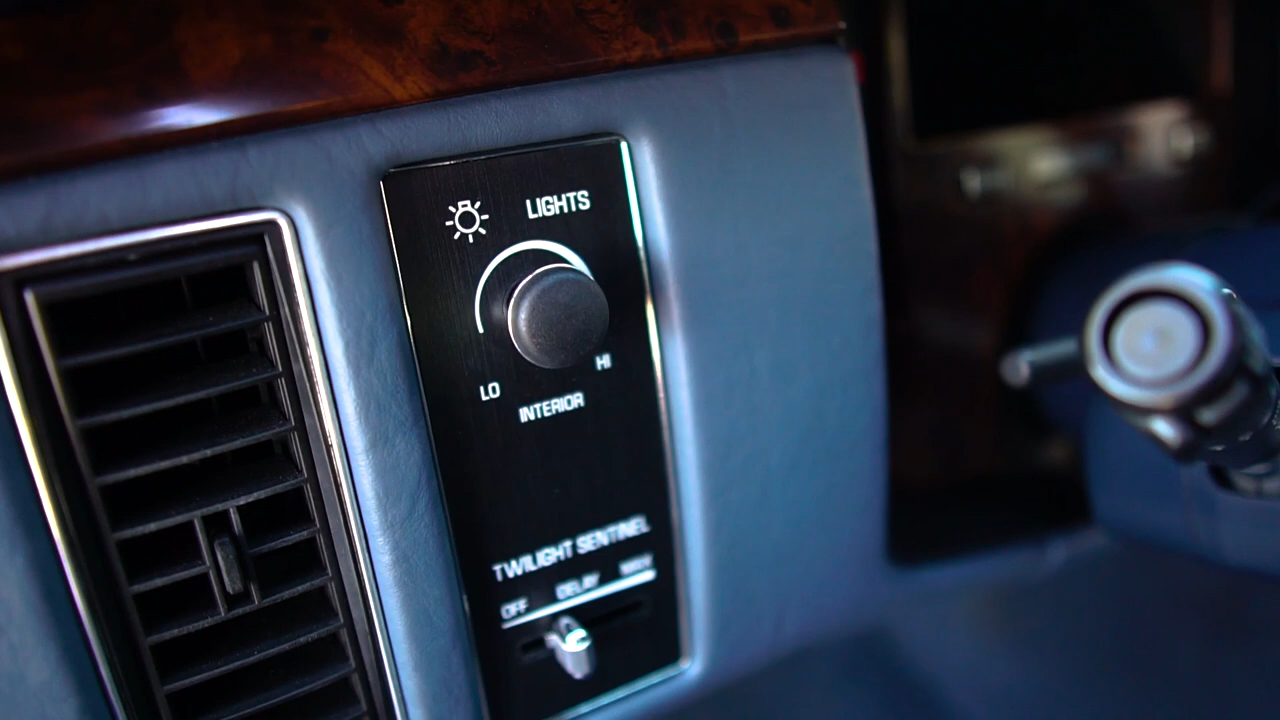 LIGHTS
LO
HI
INTERIOR
TWILIGHT SENTINEL
OFF
DELAY
MAX